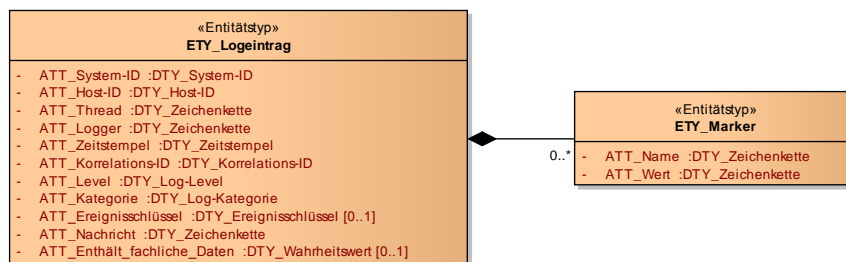 «Entitätstyp»
ETY_Logeintrag
- ATT_System-ID :DTY_System-ID
- ATT_Host-ID :DTY_Host-ID
- ATT_Thread :DTY_Zeichenkette
- ATT_Logger :DTY_Zeichenkette
- ATT_Zeitstempel :DTY_Zeitstempel
- ATT_Korrelations-ID :DTY_Korrelations-ID
- ATT_Level :DTY_Log-Level
- ATT_Kategorie :DTY_Log-Kategorie
- ATT_Ereignisschlüssel :DTY_Ereignisschlüssel [0..1]
- ATT_Nachricht :DTY_Zeichenkette
- ATT_Enthält_fachliche_Daten :DTY_Wahrheitswert [0..1]
0..*
«Entitätstyp»
ETY_Marker
- ATT_Name :DTY_Zeichenkette
- ATT_Wert :DTY_Zeichenkette